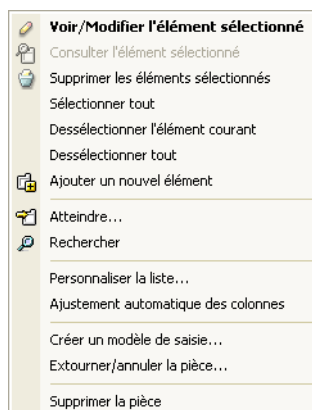 Voir/Modifier l'élément sélectionné
Consulter l'élément sélectionné
Supprimer les éléments sélectionnés
Sélectionner tout
Dessélectionner l'élément courant
Dessélectionner tout
Ajouter un nouvel élément
Atteindre...
Rechercher
Personnaliser la liste...
Ajustement automatique des colonnes
Créer un modèle de saisie...
Extourner/annuler la pièce...
Supprimer la pièce